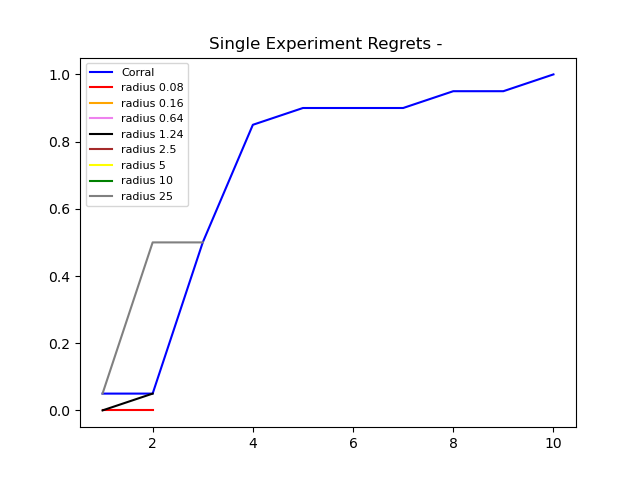 Single Experiment Regrets -
1.0
0.8
0.6
0.4
0.2
0.0
Corral
radius 0.08
radius 0.16
radius 0.64
radius 1.24
radius 2.5
radius 5
radius 10
radius 25
2
4
6
8
10